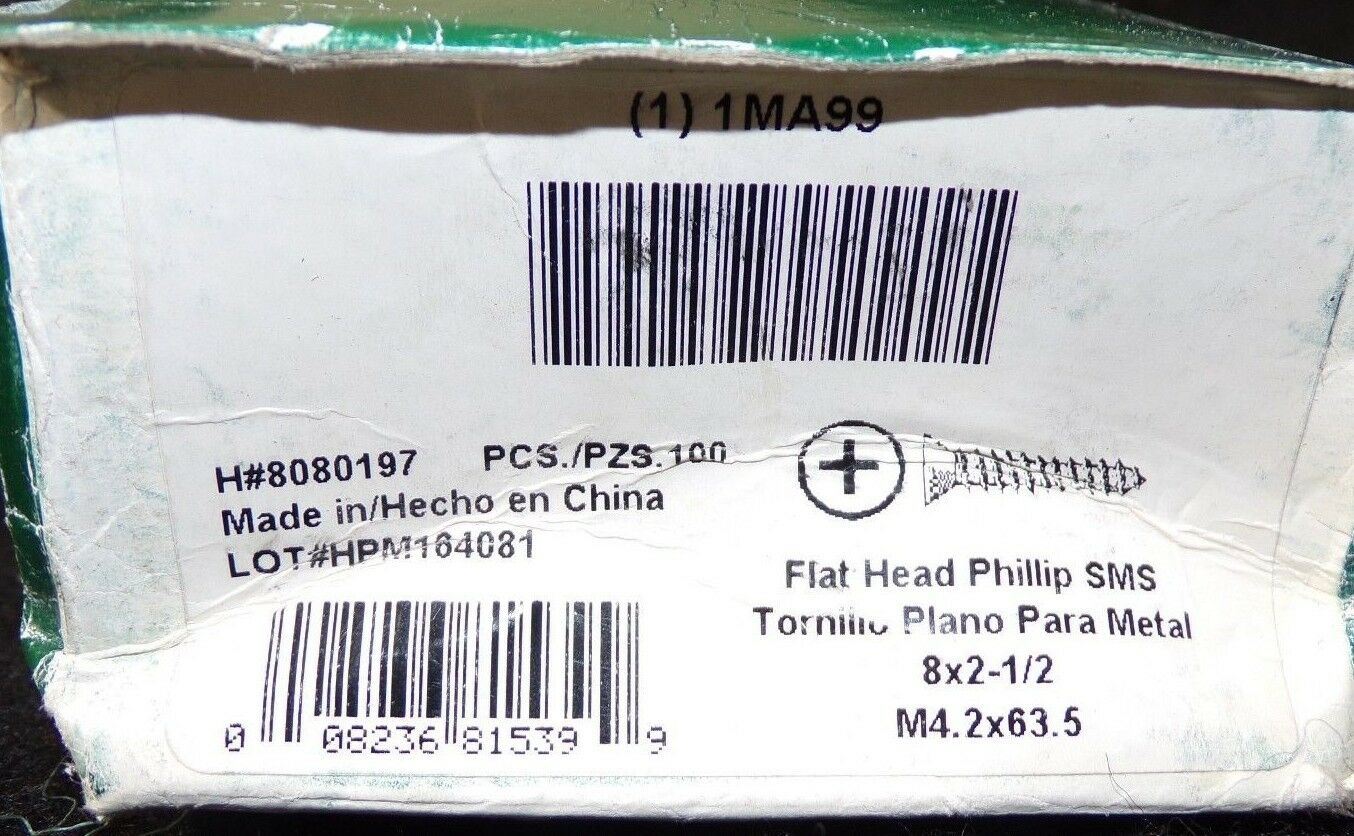 (1) 1MA99
H#8080197 PCS./PZS.100
Made in/Hecho en China
LOT#HPM164081
0 08236 81539 9
Flat Head Phillip SMS
Tornillo Plano Para Metal
8x2-1/2
M4.2x63.5